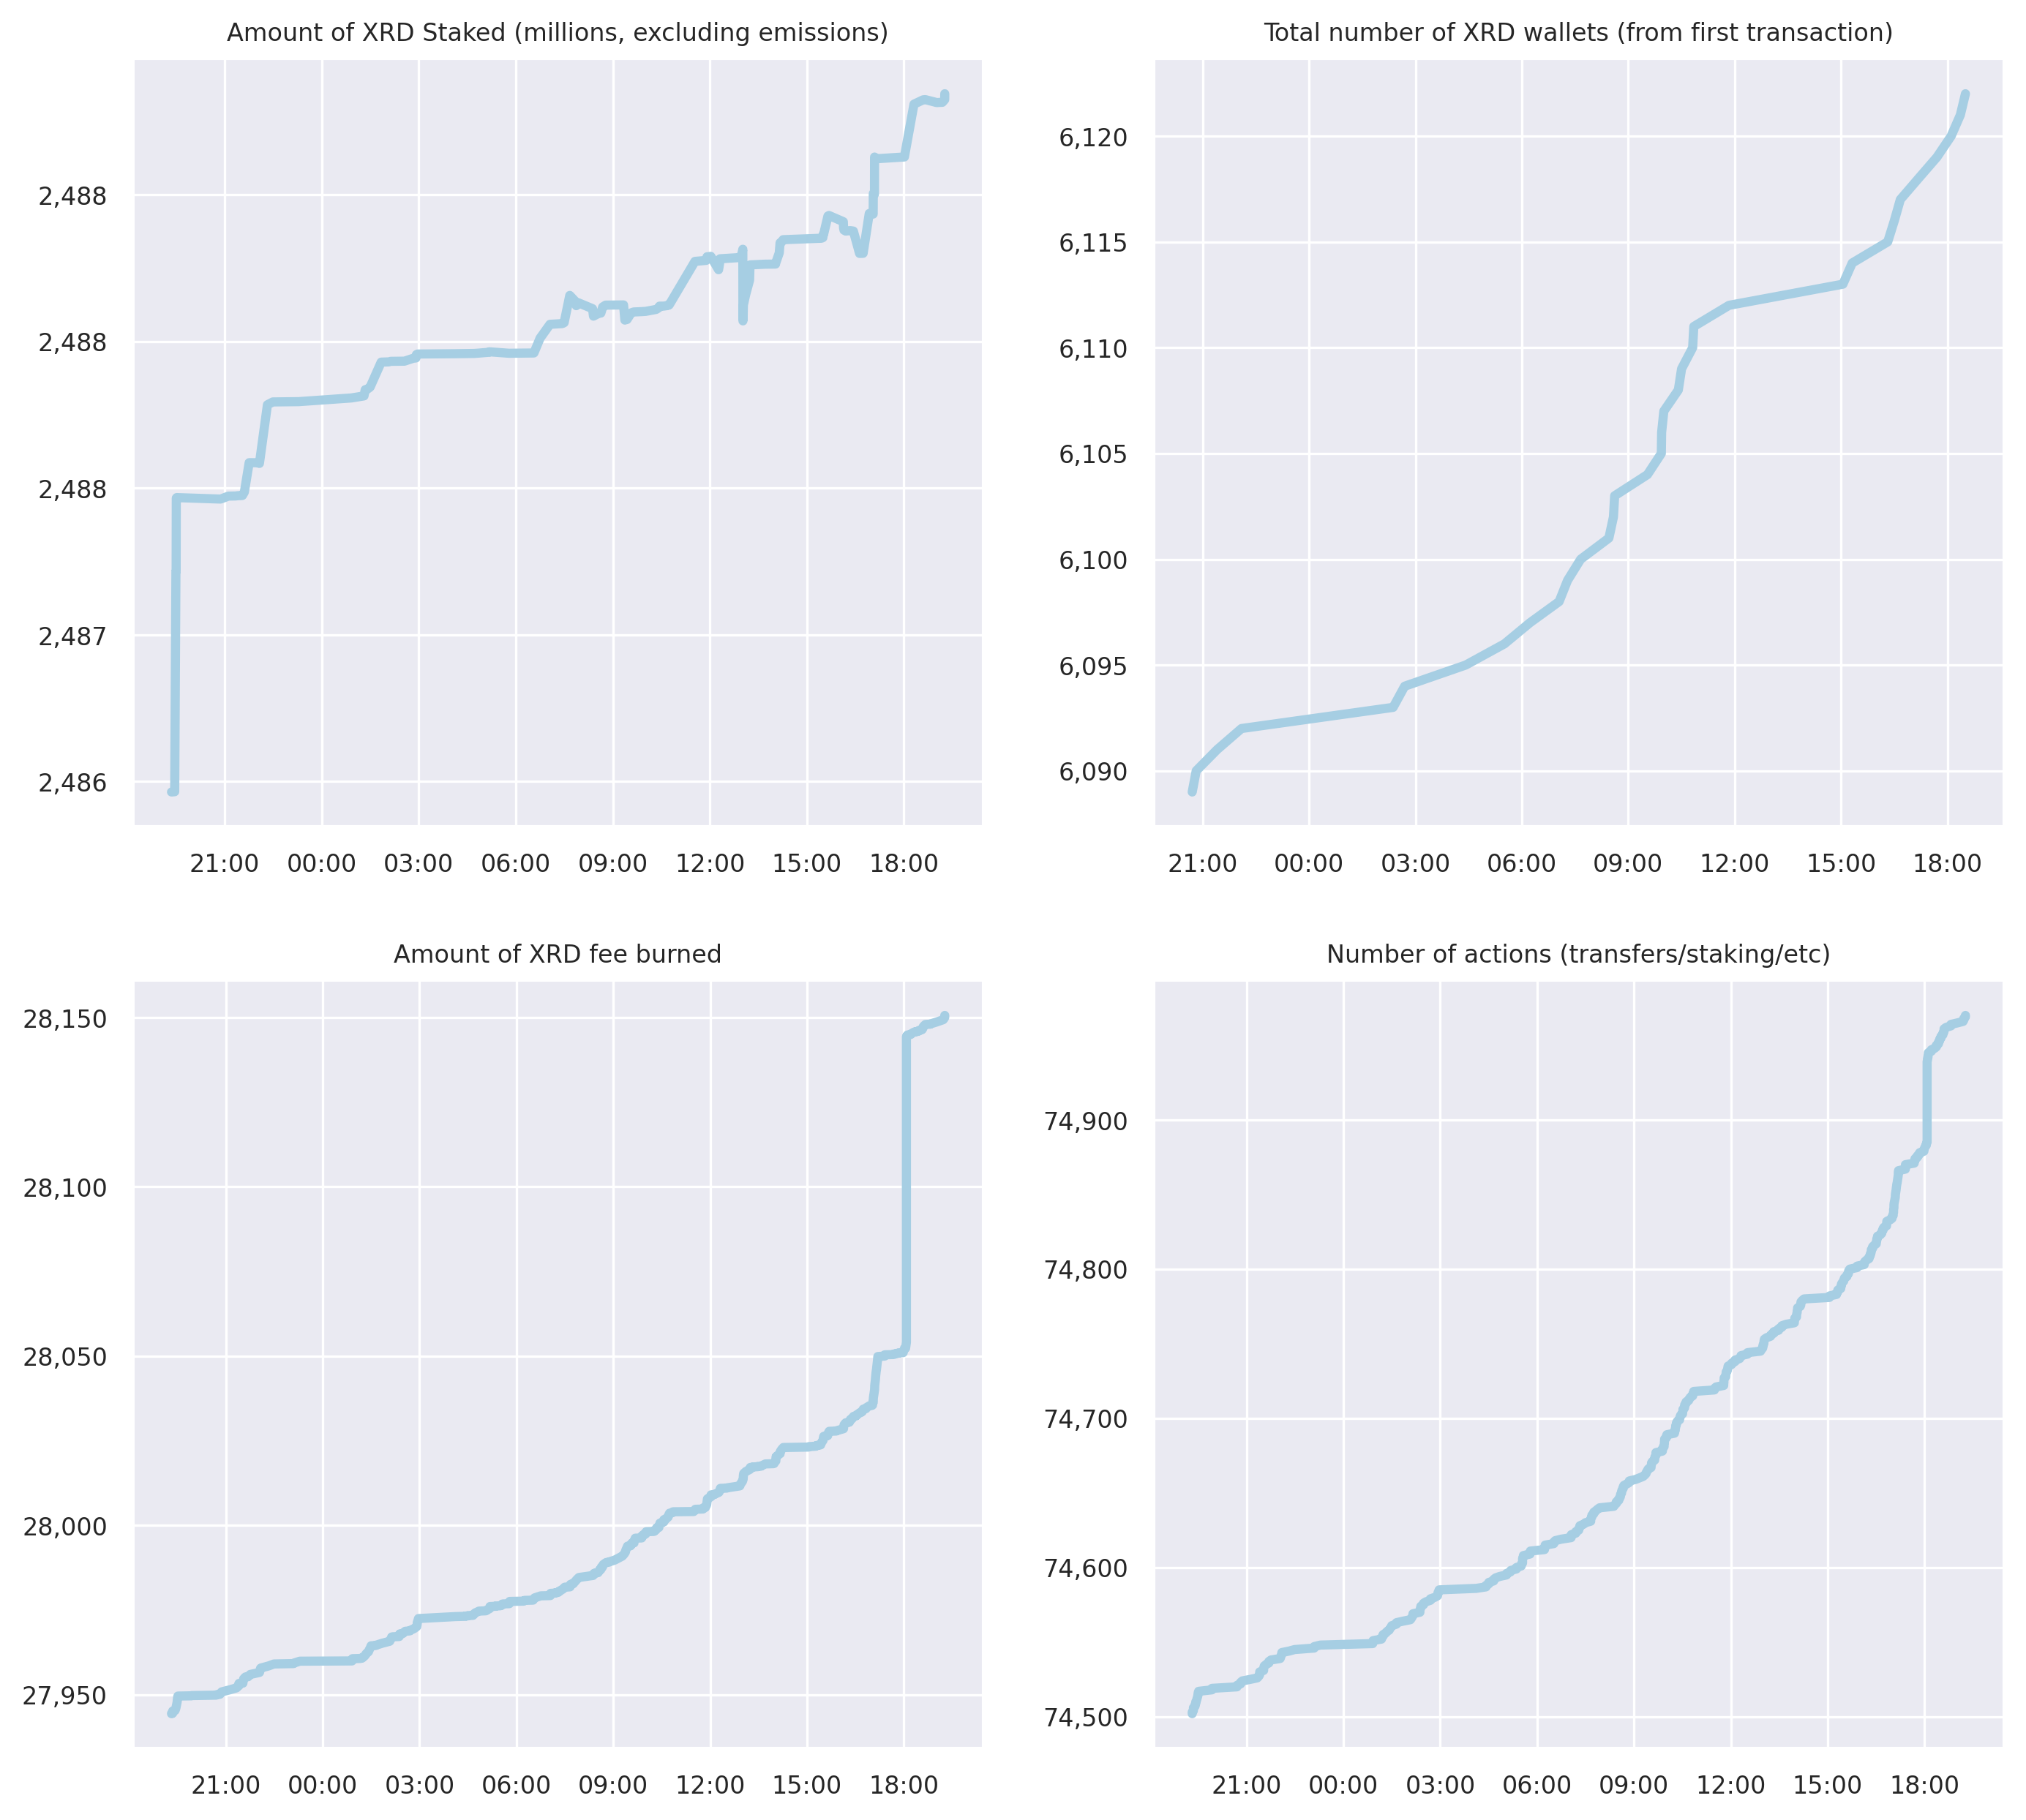 Amount of XRD Staked (millions, excluding emissions)
2,488
2,488
2,488
2,487
2,486
21:00 00:00 03:00 06:00 09:00 12:00 15:00 18:00
Total number of XRD wallets (from first transaction)
6,120
6,115
6,110
6,105
6,100
6,095
6,090
21:00 00:00 03:00 06:00 09:00 12:00 15:00 18:00
Amount of XRD fee burned
28,150
28,100
28,050
28,000
27,950
21:00 00:00 03:00 06:00 09:00 12:00 15:00 18:00
Number of actions (transfers/staking/etc)
74,900
74,800
74,700
74,600
74,500
21:00 00:00 03:00 06:00 09:00 12:00 15:00 18:00